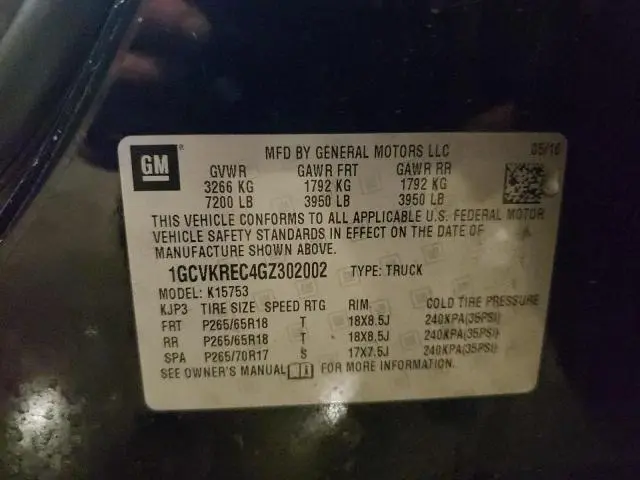 GM
MFD BY GENERAL MOTORS LLC 05/16
GVWR GAWR FRT GAWR RR
3266 KG 1792 KG 1792 KG
7200 LB 3950 LB 3950 LB
THIS VEHICLE CONFORMS TO ALL APPLICABLE U.S. FEDERAL MOTOR
VEHICLE SAFETY STANDARDS IN EFFECT ON THE DATE OF
MANUFACTURE SHOWN ABOVE.
1GCVKREC4GZ302002 TYPE: TRUCK
MODEL: K15753
KJP3 TIRE SIZE SPEED RTG RIM COLD TIRE PRESSURE
FRT P265/65R18 T 18X8.5J 240KPA(35PSI)
RR P265/65R18 T 18X8.5J 240KPA(35PSI)
SPA P265/70R17 S 17X7.5J 240KPA(35PSI)
SEE OWNER'S MANUAL FOR MORE INFORMATION.